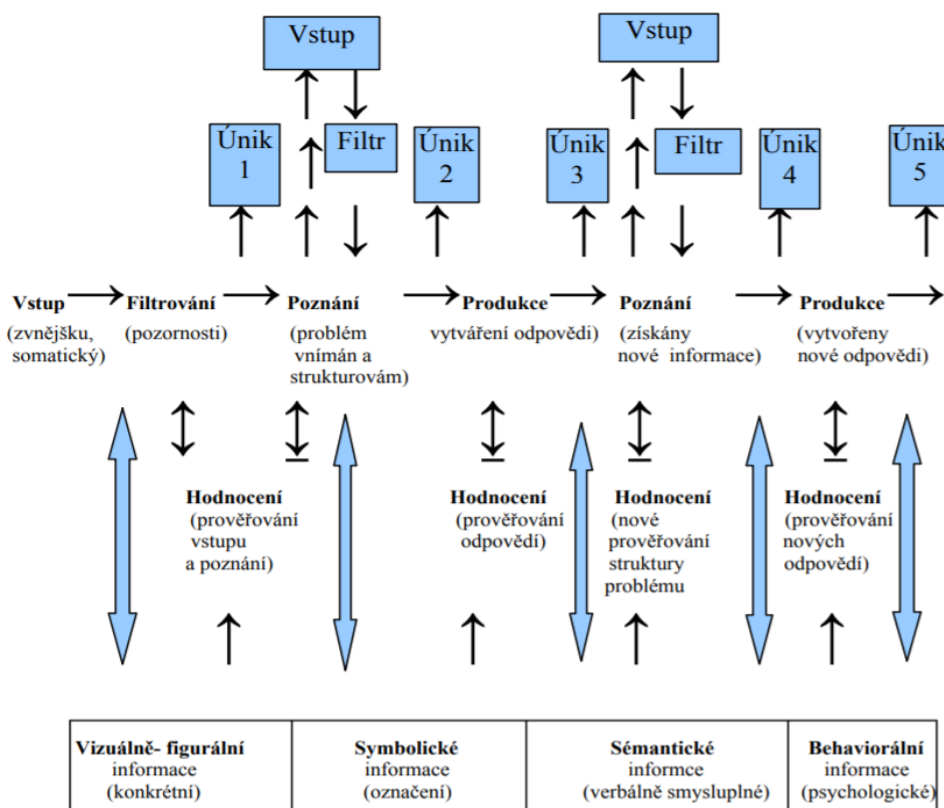 Vstup
Vstup
Únik
1
Filtr
Únik
2
Únik
3
Filtr
Únik
4
Únik
5
Vstup
(zvnějšku,
somatický)
Filtrování
(pozornosti)
Poznání
(problém
vnímán a
strukturovám)
Produkce
vytváření odpovědi)
Poznání
(získány
nové informace)
Produkce
(vytvořeny
nové odpovědi)
Hodnocení
(prověřování
vstupu
a poznání)
Hodnocení
(prověřování
odpovědí)
Hodnocení
(nové
prověřování
struktury
problému
Hodnocení
(prověřování
nových
odpovědí)
Vizuálně- figurální
informace
(konkrétní)
Symbolické
informace
(označení)
Sémantické
informce
(verbálně smysluplné)
Behaviorální
informace
(psychologické)